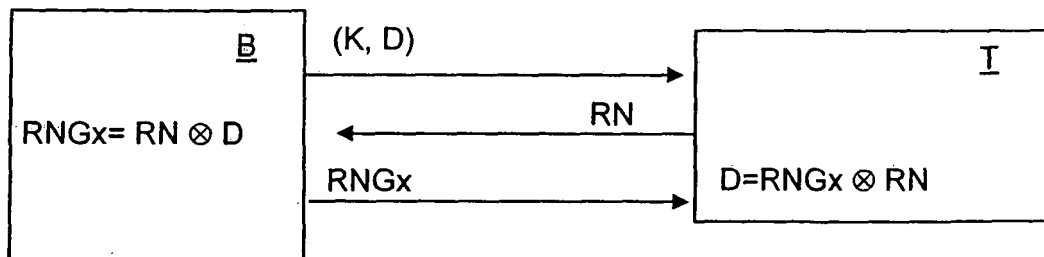 B
(K, D)
T
RN
RNGx= RN ⊗ D
RNGx
D=RNGx ⊗ RN